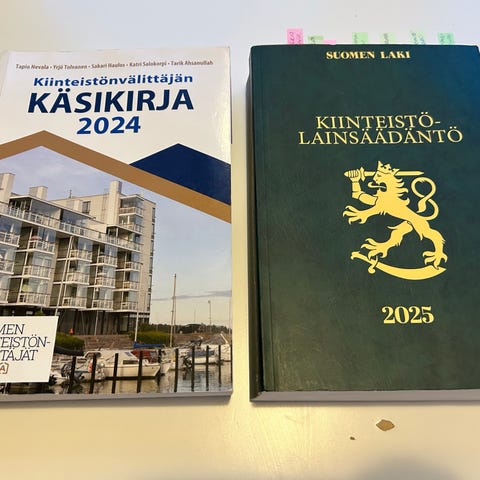 Tapio Nevala · Yrjö Tolvanen · Sakari Haulos · Katri Salokorpi · Tarik Ahsanullah
Kiinteistönvälittäjän
KÄSIKIRJA
2024
MEN
TEISTÖN-
TÄJÄT
SUOMEN LAKI
KIINTEISTÖ-
LAINSÄÄDÄNTÖ
2025